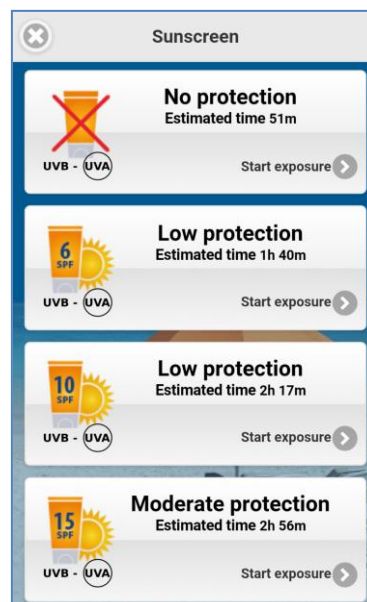 Sunscreen
No protection
Estimated time 51m
UVB - UVA
Start exposure
Low protection
6
SPF
Estimated time 1h 40m
UVB - UVA
Start exposure
Low protection
10
SPF
Estimated time 2h 17m
UVB - UVA
Start exposure
Moderate protection
15
SPF
Estimated time 2h 56m
UVB - UVA
Start exposure